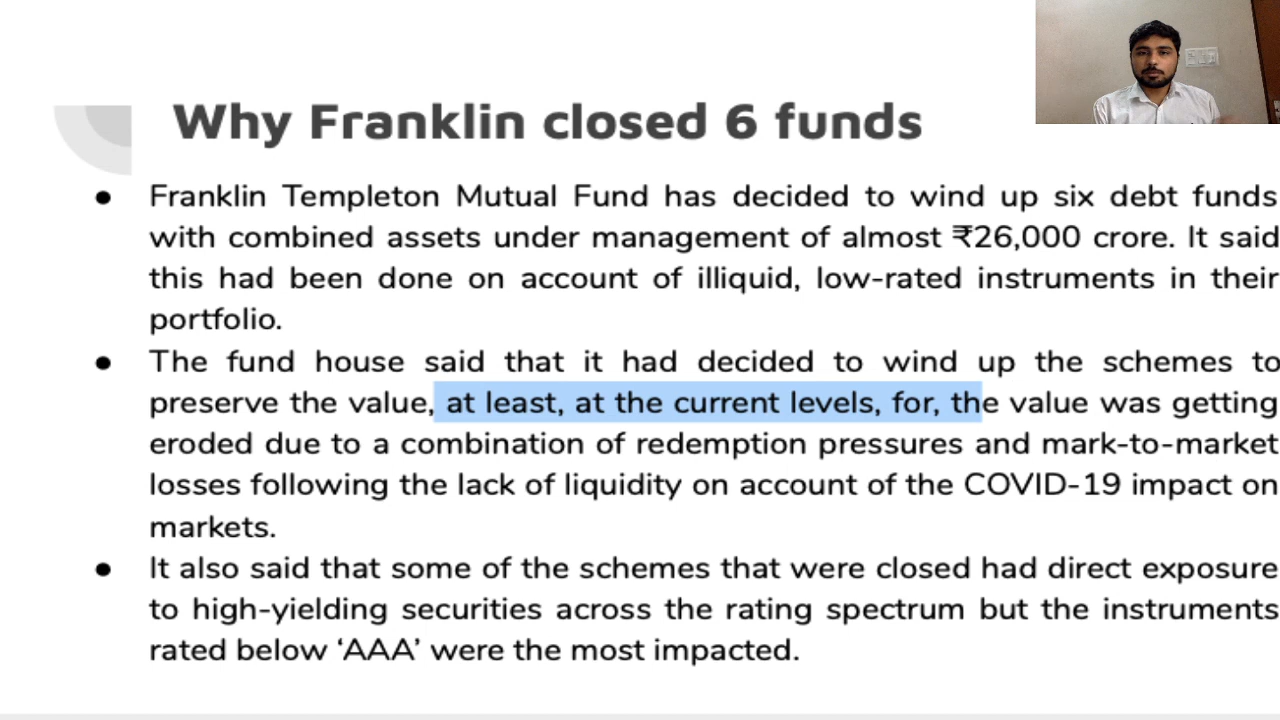 Why Franklin closed 6 funds
● Franklin Templeton Mutual Fund has decided to wind up six debt funds
with combined assets under management of almost ₹26,000 crore. It said
this had been done on account of illiquid, low-rated instruments in their
portfolio.
● The fund house said that it had decided to wind up the schemes to
preserve the value, at least, at the current levels, for, the value was getting
eroded due to a combination of redemption pressures and mark-to-market
losses following the lack of liquidity on account of the COVID-19 impact on
markets.
● It also said that some of the schemes that were closed had direct exposure
to high-yielding securities across the rating spectrum but the instruments
rated below ‘AAA’ were the most impacted.